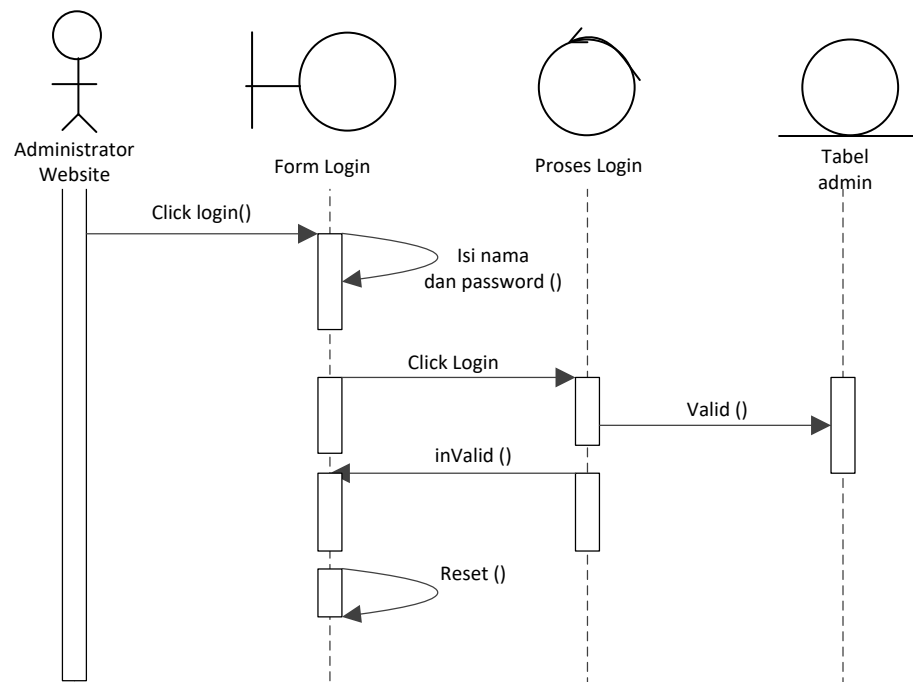 Administrator
Website
Form Login
Proses Login
Tabel
admin
Click login()
Isi nama
dan password ()
Click Login
Valid ()
inValid ()
Reset ()